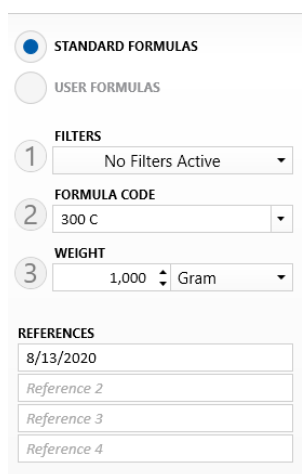 STANDARD FORMULAS
USER FORMULAS
FILTERS
1 No Filters Active
FORMULA CODE
2 300 C
WEIGHT
3 1,000 Gram
REFERENCES
8/13/2020
Reference 2
Reference 3
Reference 4